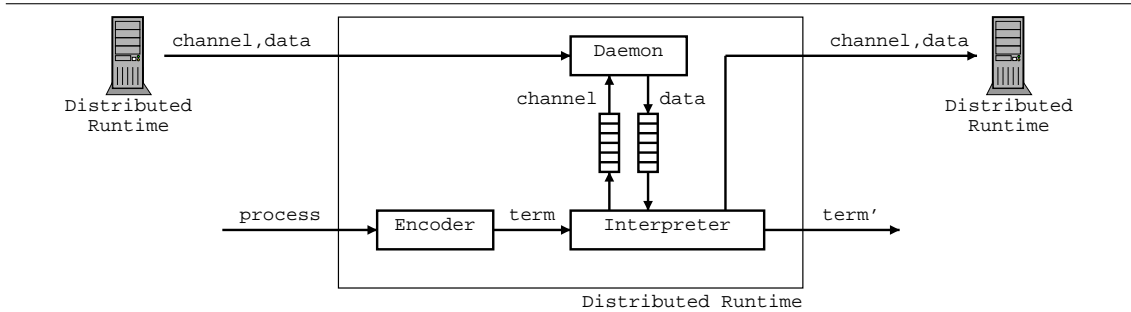 channel,data
Daemon
channel,data
Distributed
Runtime
channel
data
Distributed
Runtime
process
Encoder
term
Interpreter
term'
Distributed Runtime